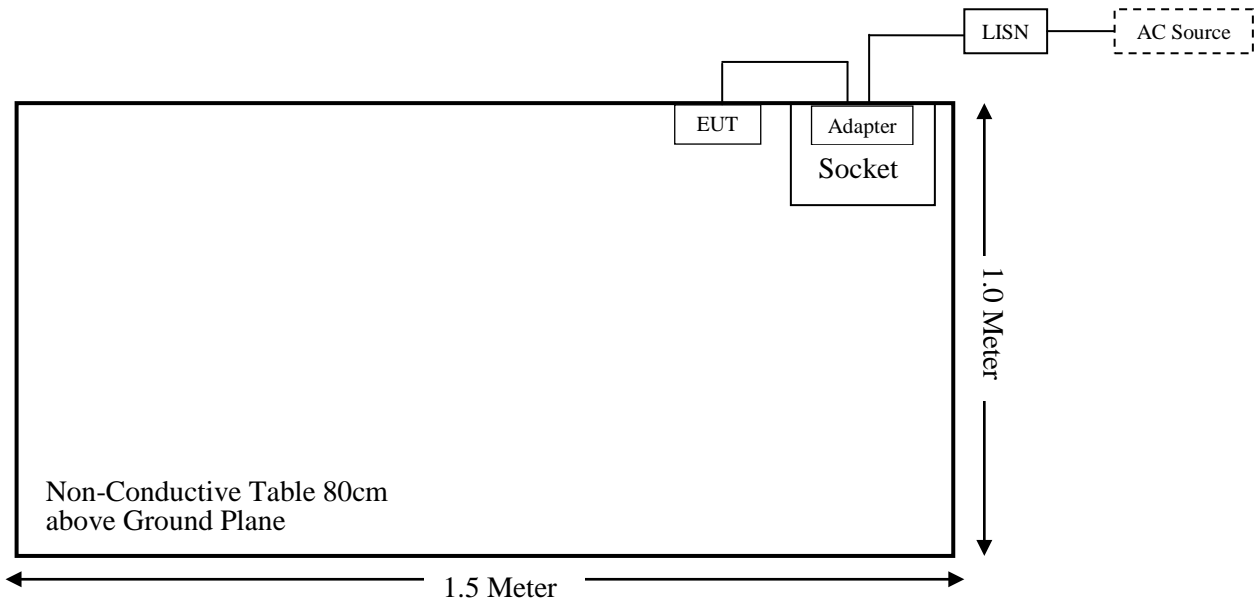 LISN
AC Source
EUT
Adapter
Socket
1.0 Meter
Non-Conductive Table 80cm
above Ground Plane
1.5 Meter